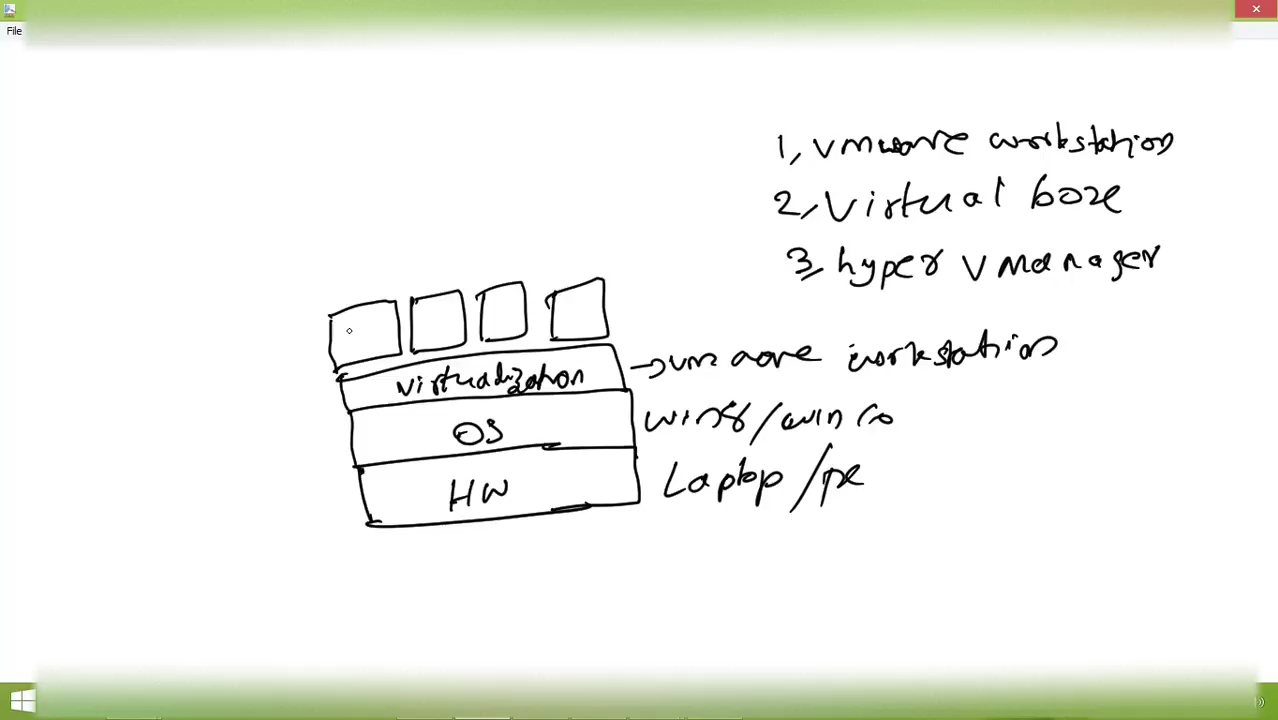 File
1, vmware workstation
2, Virtual boxe
3, hyper v manager
virtualization → vmware workstation
OS win8/win 10
HW Laptop/pc